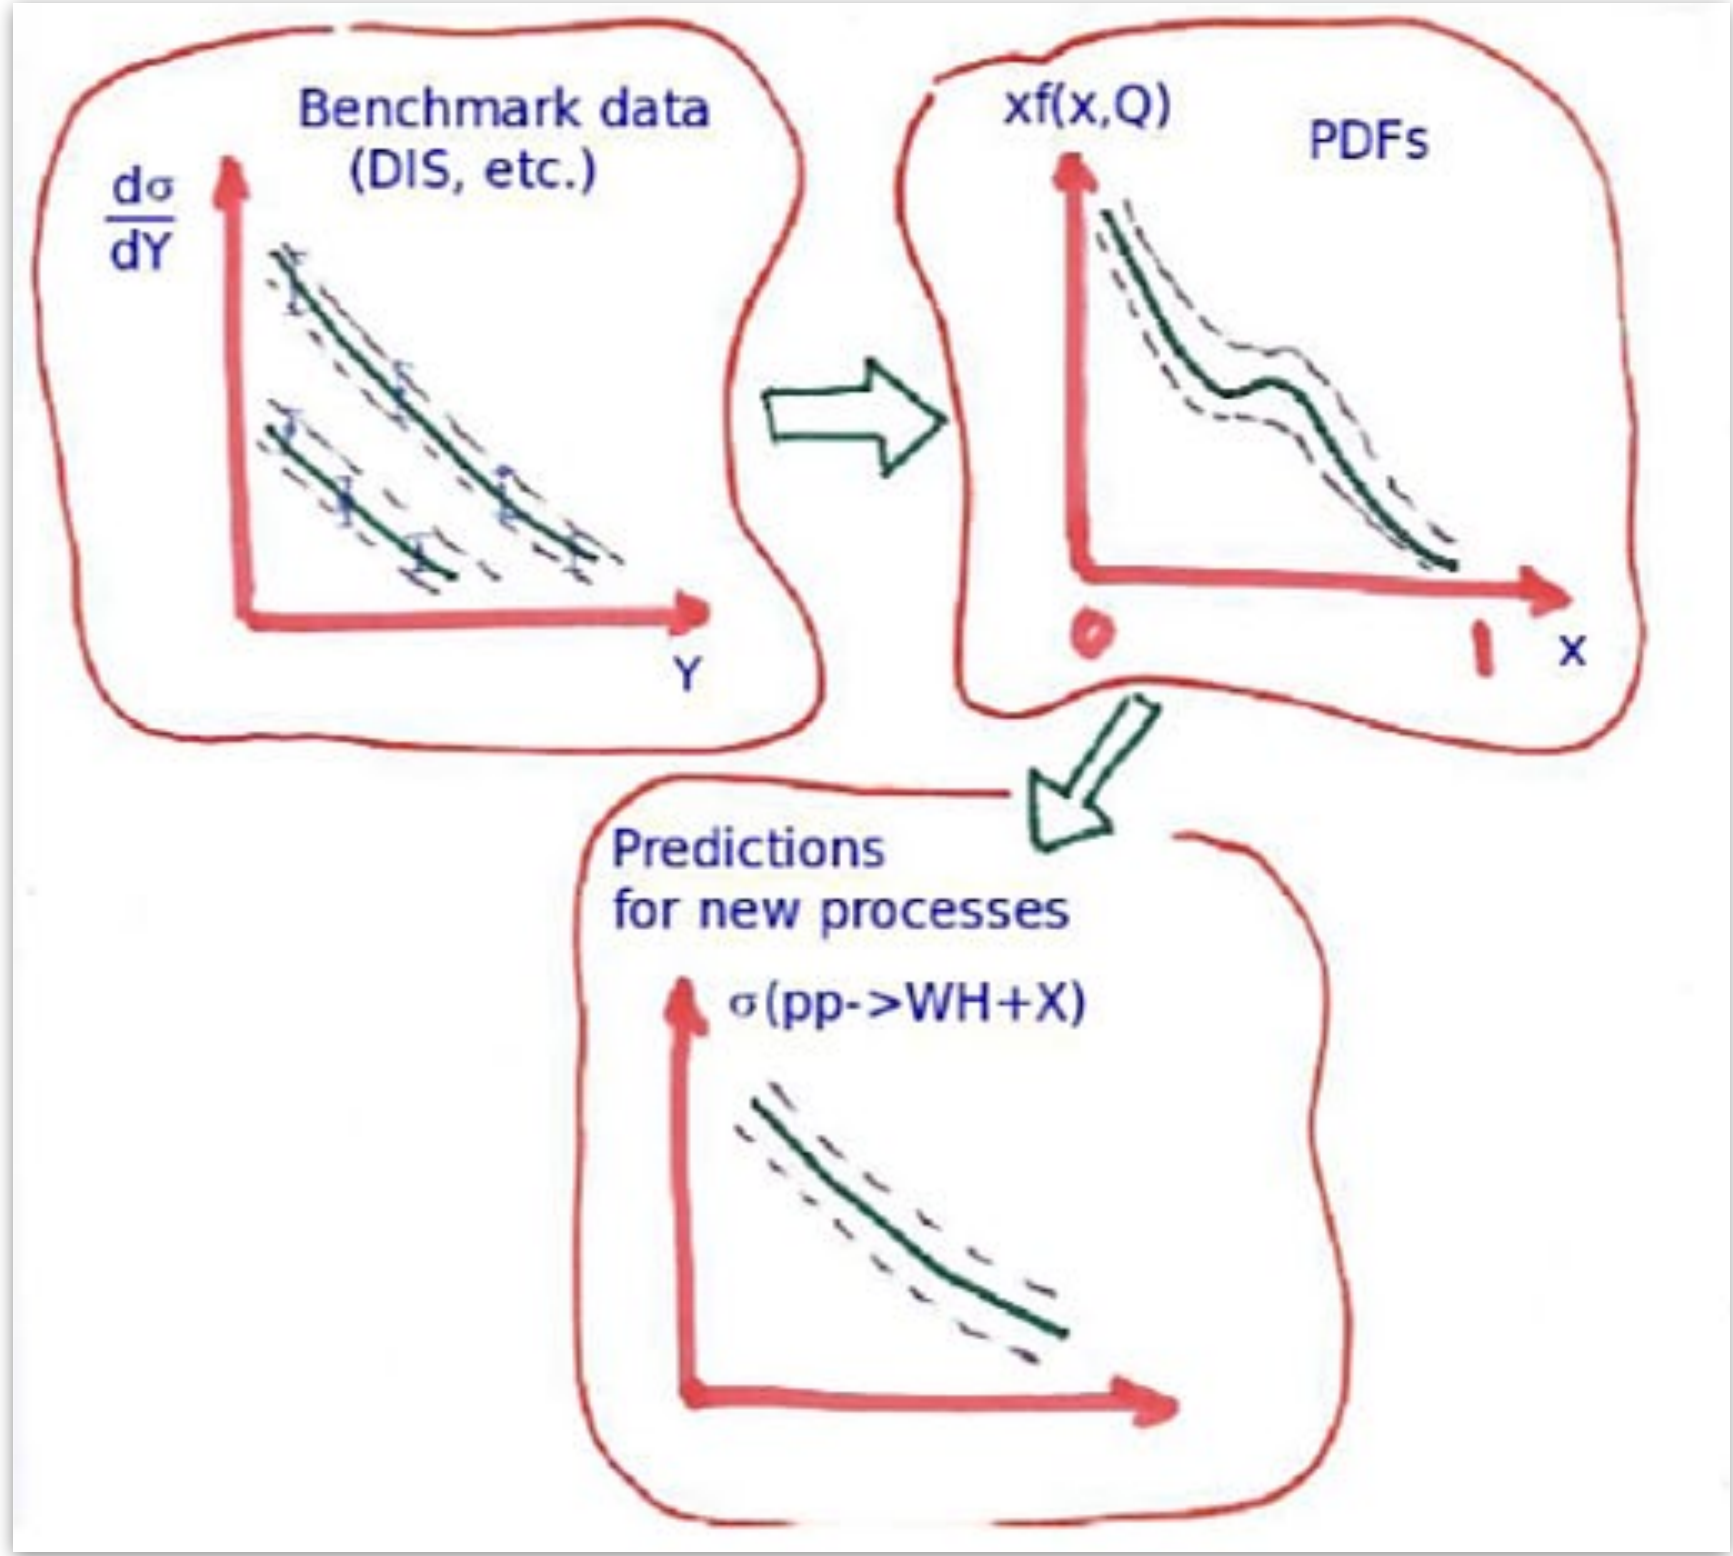 Benchmark data
(DIS, etc.)
dσ
dY
Y
xf(x,Q)
PDFs
0
1
x
Predictions
for new processes
σ(pp->WH+X)